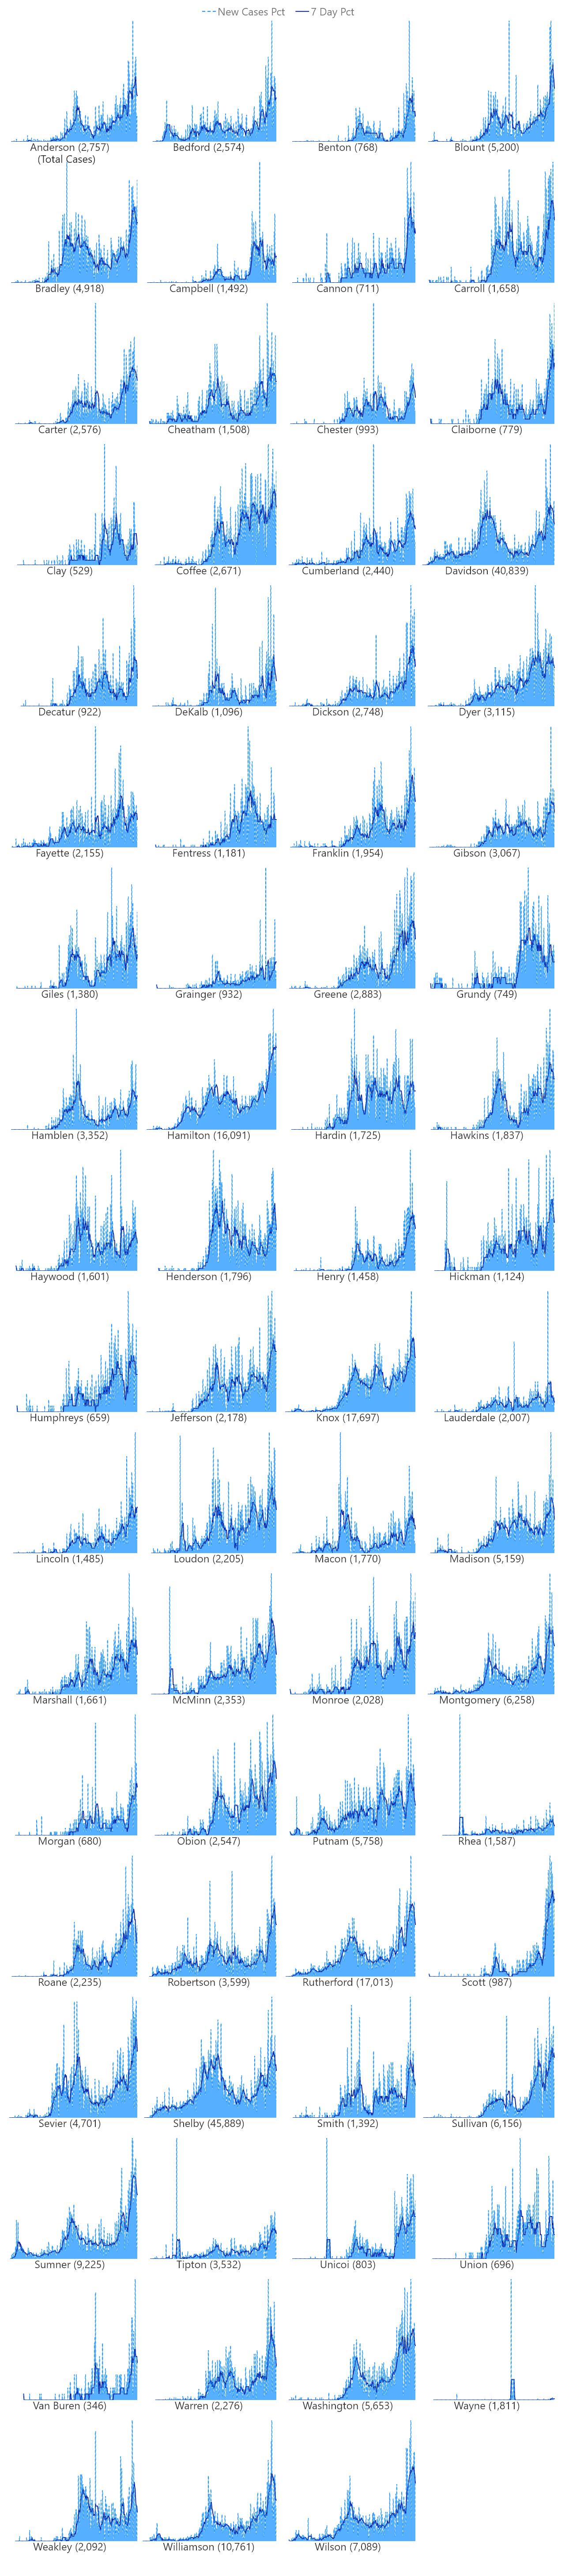 New Cases Pct 7 Day Pct
Anderson (2,757) Bedford (2,574) Benton (768) Blount (5,200)
(Total Cases)
Bradley (4,918) Campbell (1,492) Cannon (711) Carroll (1,658)
Carter (2,576) Cheatham (1,508) Chester (993) Claiborne (779)
Clay (529) Coffee (2,671) Cumberland (2,440) Davidson (40,839)
Decatur (922) DeKalb (1,096) Dickson (2,748) Dyer (3,115)
Fayette (2,155) Fentress (1,181) Franklin (1,954) Gibson (3,067)
Giles (1,380) Grainger (932) Greene (2,883) Grundy (749)
Hamblen (3,352) Hamilton (16,091) Hardin (1,725) Hawkins (1,837)
Haywood (1,601) Henderson (1,796) Henry (1,458) Hickman (1,124)
Humphreys (659) Jefferson (2,178) Knox (17,697) Lauderdale (2,007)
Lincoln (1,485) Loudon (2,205) Macon (1,770) Madison (5,159)
Marshall (1,661) McMinn (2,353) Monroe (2,028) Montgomery (6,258)
Morgan (680) Obion (2,547) Putnam (5,758) Rhea (1,587)
Roane (2,235) Robertson (3,599) Rutherford (17,013) Scott (987)
Sevier (4,701) Shelby (45,889) Smith (1,392) Sullivan (6,156)
Sumner (9,225) Tipton (3,532) Unicoi (803) Union (696)
Van Buren (346) Warren (2,276) Washington (5,653) Wayne (1,811)
Weakley (2,092) Williamson (10,761) Wilson (7,089)